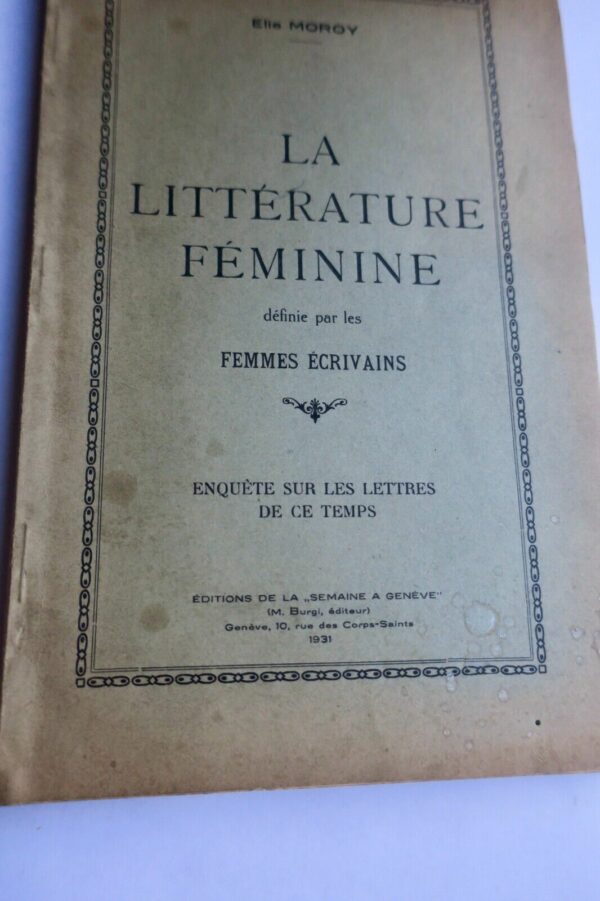 Elie MOROY
LA
LITTÉRATURE
FÉMININE
définie par les
FEMMES ÉCRIVAINS
ENQUÊTE SUR LES LETTRES
DE CE TEMPS
ÉDITIONS DE LA „SEMAINE A GENÈVE"
(M. Burgi, éditeur)
Genève, 10, rue des Corps-Saints
1931